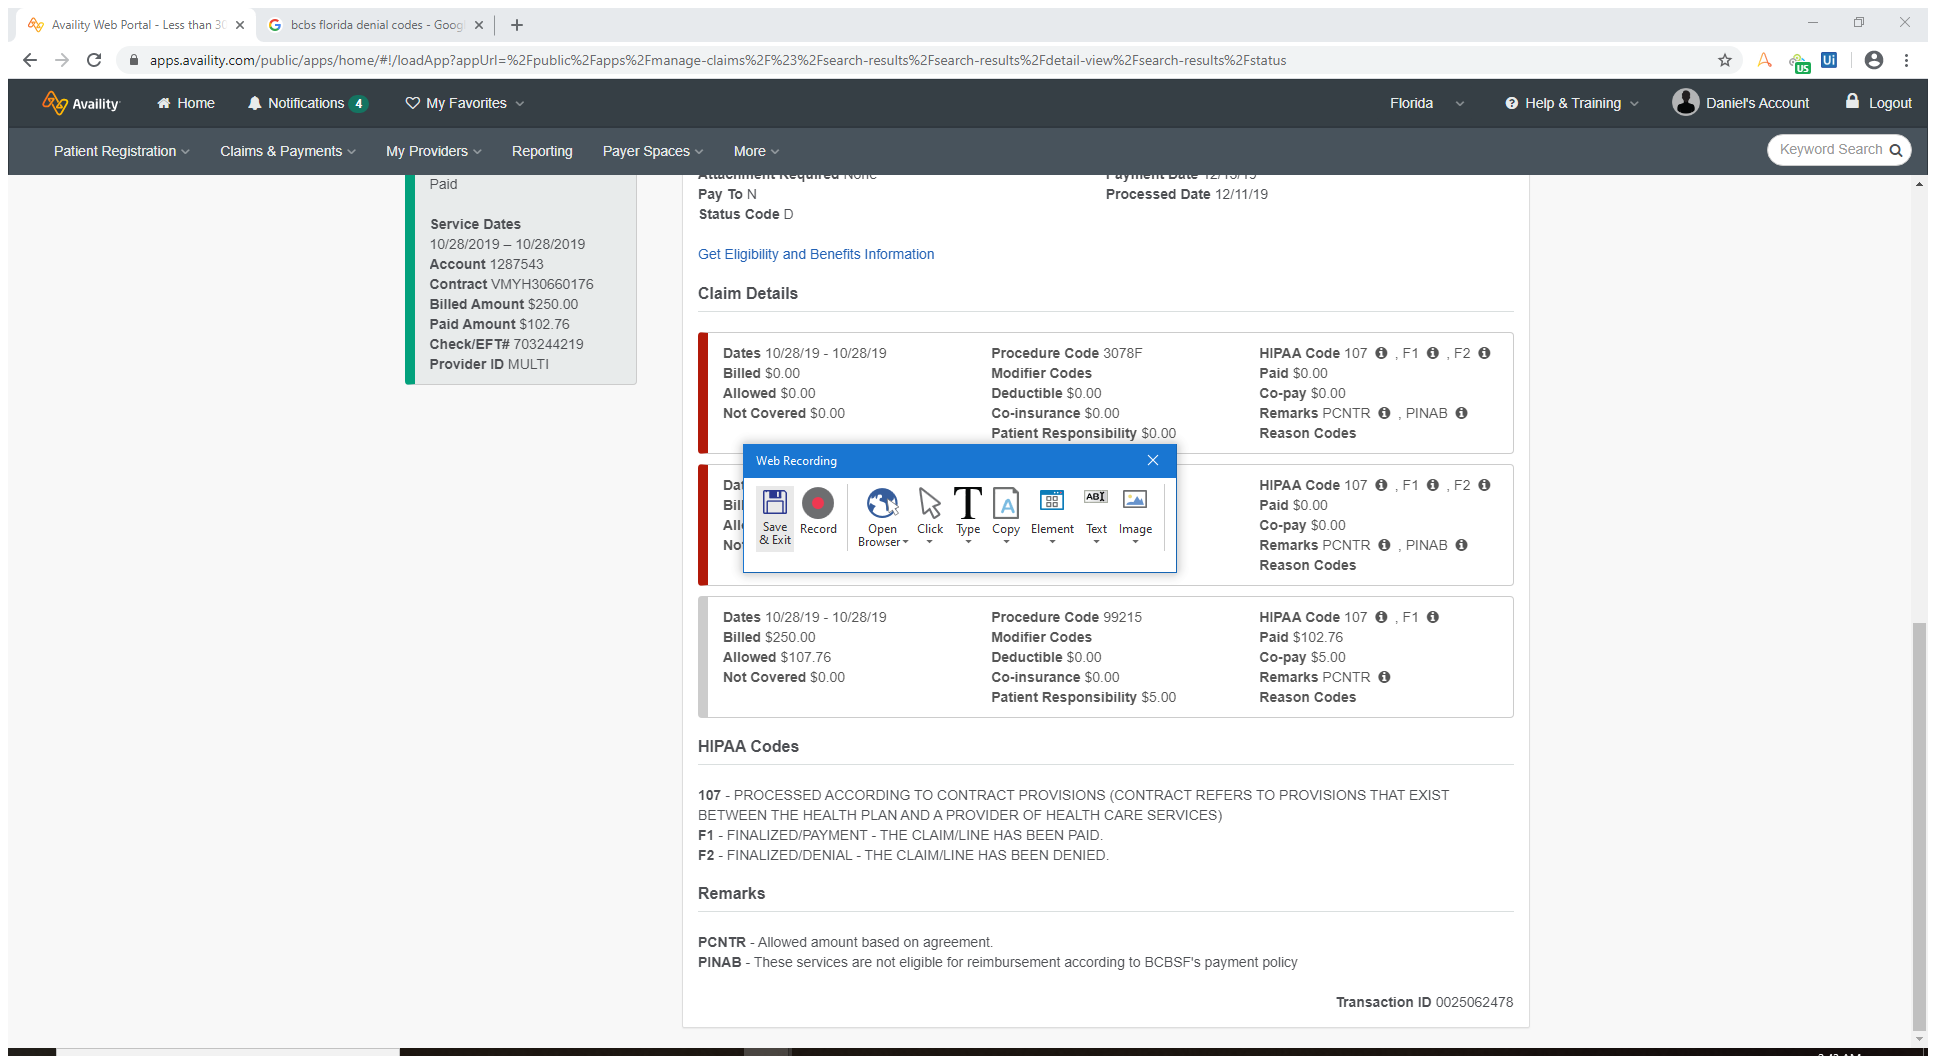 Availity Web Portal - Less than 30
bcbs florida denial codes - Goog
apps.availity.com/public/apps/home/#!/loadApp?appUrl=%2Fpublic%2Fapps%2Fmanage-claims%2F%23%2Fsearch-results%2Fsearch-results%2Fdetail-view%2Fsearch-results%2Fstatus
US
Ui
Availity
Home
Notifications 4
My Favorites
Florida
Help & Training
Daniel's Account
Logout
Patient Registration
Claims & Payments
My Providers
Reporting
Payer Spaces
More
Keyword Search
Paid
Service Dates
10/28/2019 – 10/28/2019
Account 1287543
Contract VMYH30660176
Billed Amount $250.00
Paid Amount $102.76
Check/EFT# 703244219
Provider ID MULTI
Attachment Required None
Payment Date 12/13/19
Pay To N
Processed Date 12/11/19
Status Code D
Get Eligibility and Benefits Information
Claim Details
Dates 10/28/19 - 10/28/19
Billed $0.00
Allowed $0.00
Not Covered $0.00
Procedure Code 3078F
Modifier Codes
Deductible $0.00
Co-insurance $0.00
Patient Responsibility $0.00
HIPAA Code 107 , F1 , F2
Paid $0.00
Co-pay $0.00
Remarks PCNTR , PINAB
Reason Codes
Web Recording
Save & Exit
Record
Open Browser
Click
Type
Copy
Element
Text
Image
HIPAA Code 107 , F1 , F2
Paid $0.00
Co-pay $0.00
Remarks PCNTR , PINAB
Reason Codes
Dates 10/28/19 - 10/28/19
Billed $250.00
Allowed $107.76
Not Covered $0.00
Procedure Code 99215
Modifier Codes
Deductible $0.00
Co-insurance $0.00
Patient Responsibility $5.00
HIPAA Code 107 , F1
Paid $102.76
Co-pay $5.00
Remarks PCNTR
Reason Codes
HIPAA Codes
107 - PROCESSED ACCORDING TO CONTRACT PROVISIONS (CONTRACT REFERS TO PROVISIONS THAT EXIST
BETWEEN THE HEALTH PLAN AND A PROVIDER OF HEALTH CARE SERVICES)
F1 - FINALIZED/PAYMENT - THE CLAIM/LINE HAS BEEN PAID.
F2 - FINALIZED/DENIAL - THE CLAIM/LINE HAS BEEN DENIED.
Remarks
PCNTR - Allowed amount based on agreement.
PINAB - These services are not eligible for reimbursement according to BCBSF's payment policy
Transaction ID 0025062478